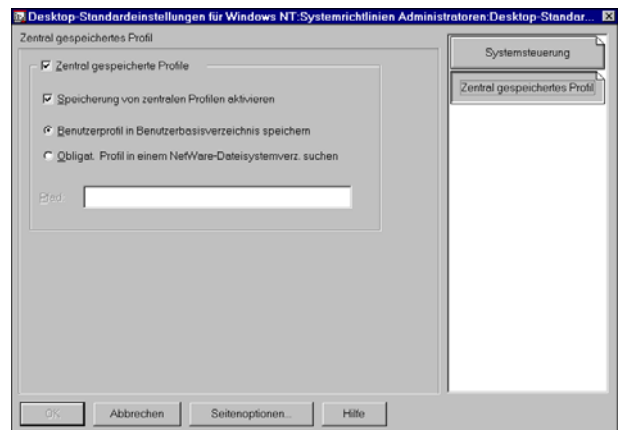 Desktop-Standardeinstellungen für Windows NT:Systemrichtlinien Administratoren:Desktop-Standar...
Zentral gespeichertes Profil
Zentral gespeicherte Profile
Speicherung von zentralen Profilen aktivieren
Benutzerprofil in Benutzerbasisverzeichnis speichern
Obligat. Profil in einem NetWare-Dateisystemverz. suchen
Pfad:
Systemsteuerung
Zentral gespeichertes Profil
OK
Abbrechen
Seitenoptionen...
Hilfe